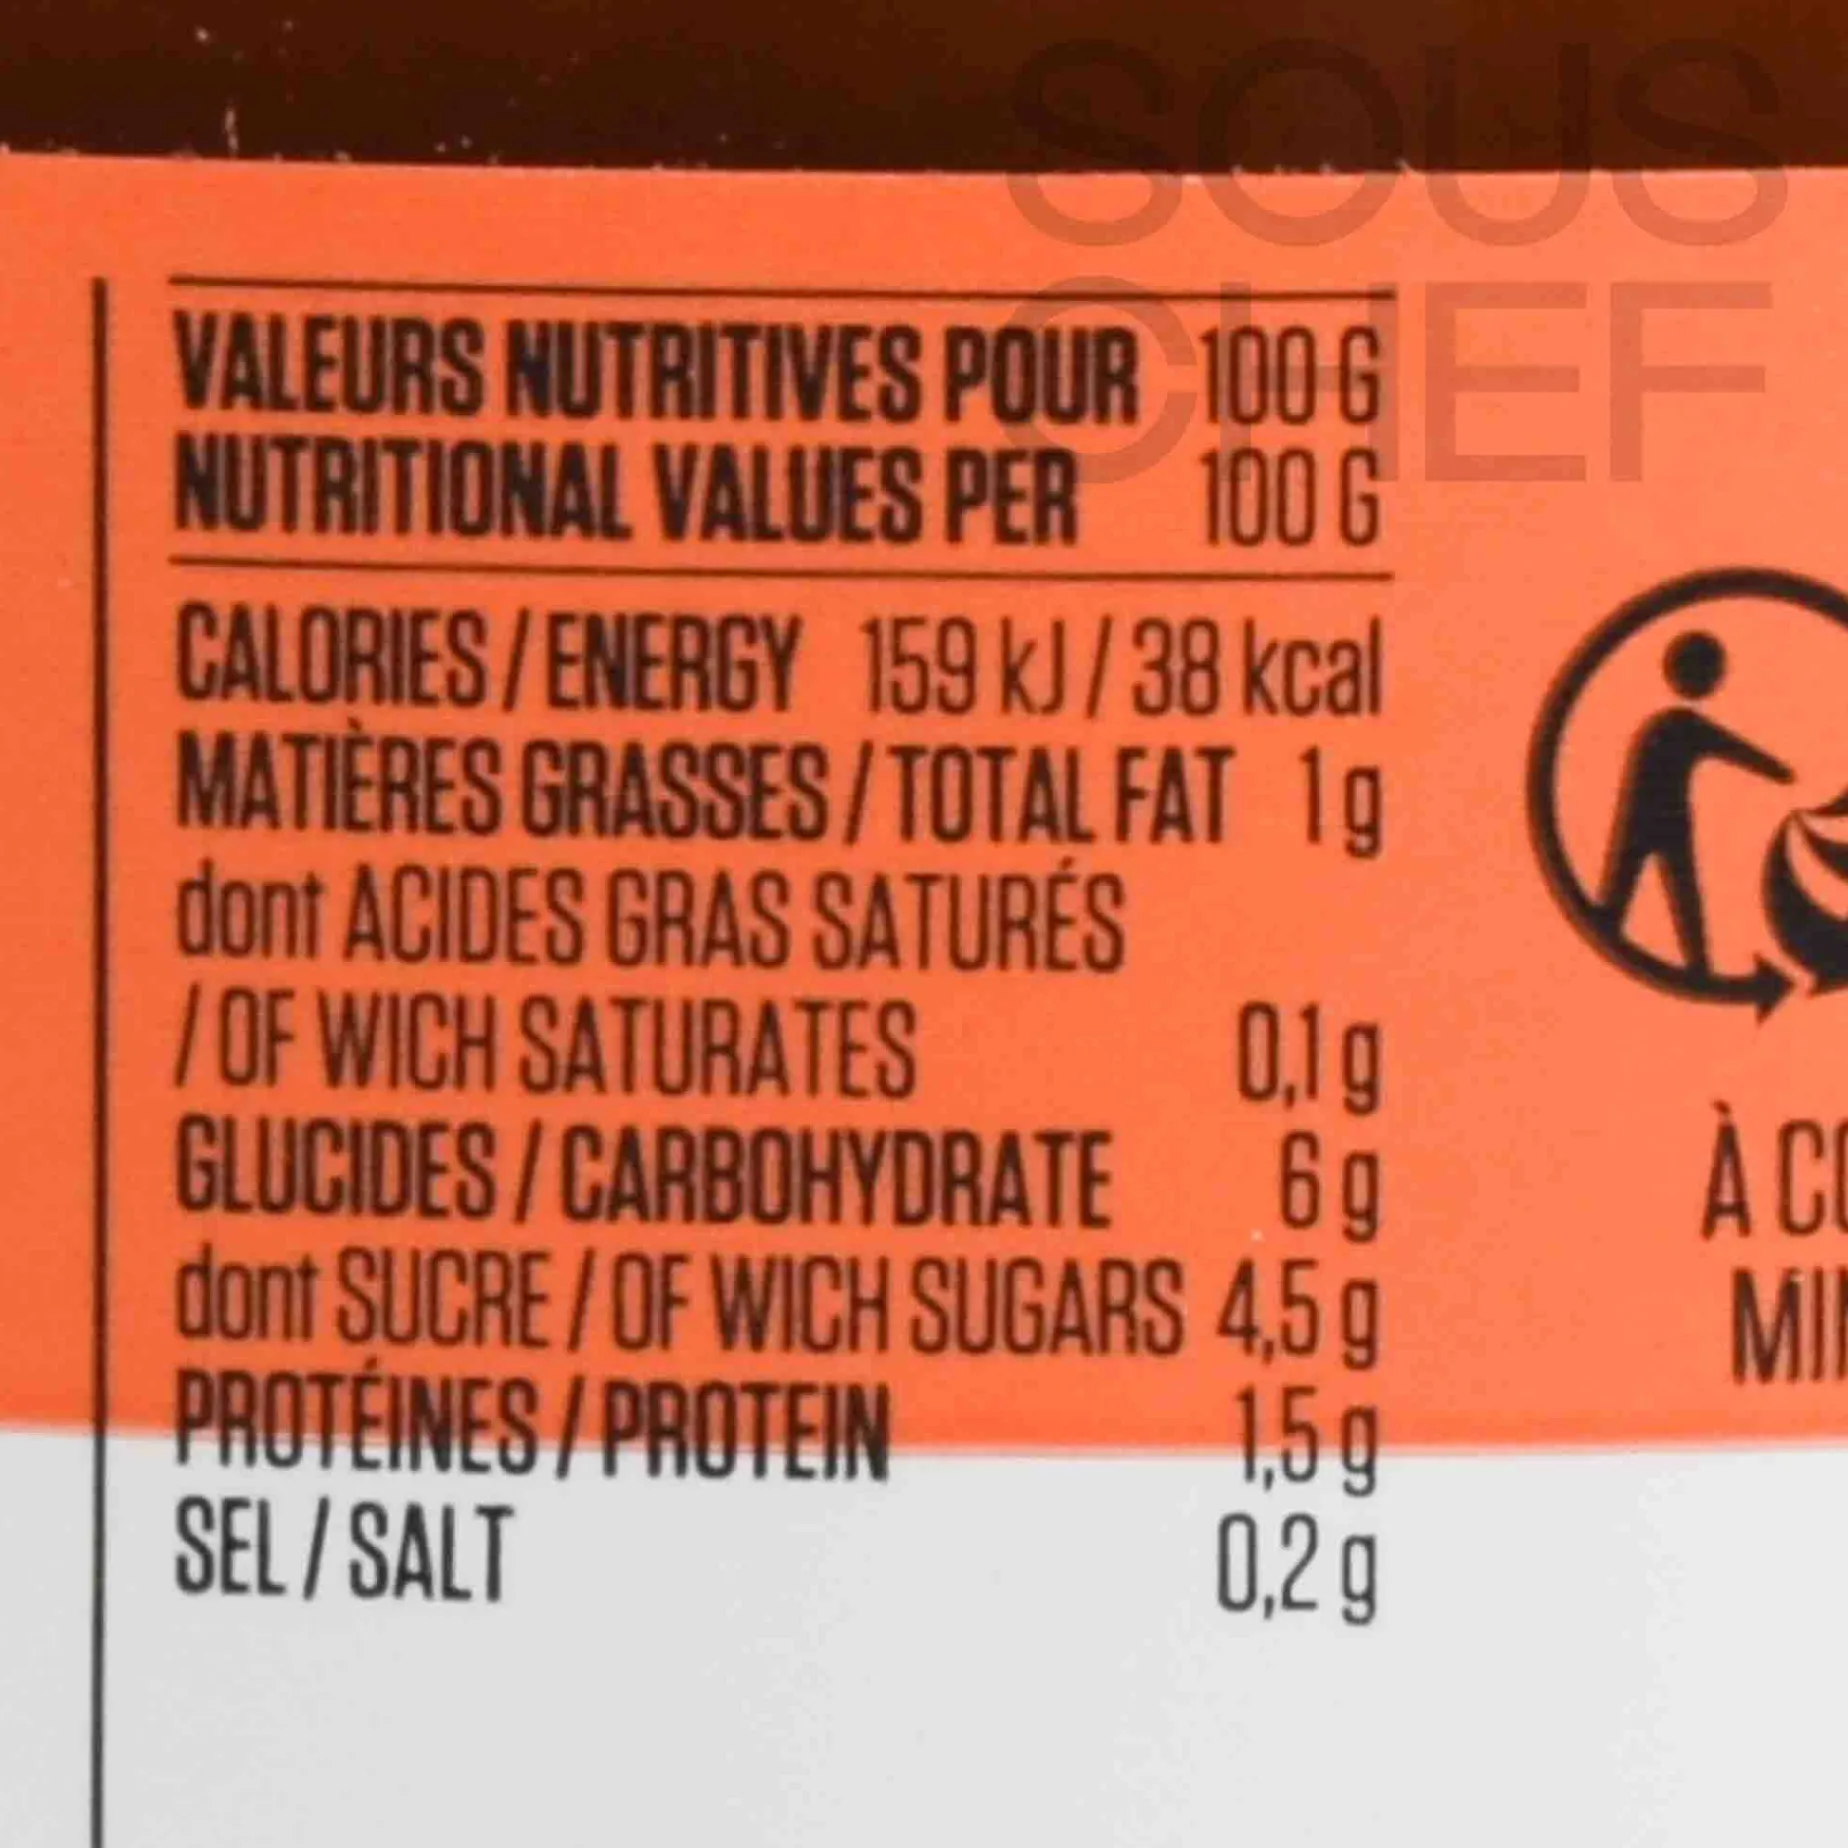 SOUS
CHEF
VALEURS NUTRITIVES POUR 100 G
NUTRITIONAL VALUES PER 100 G
CALORIES / ENERGY 159 kJ / 38 kcal
MATIÈRES GRASSES / TOTAL FAT 1 g
dont ACIDES GRAS SATURÉS
/ OF WICH SATURATES 0,1 g
GLUCIDES / CARBOHYDRATE 6 g
dont SUCRE / OF WICH SUGARS 4,5 g
PROTÉINES / PROTEIN 1,5 g
SEL / SALT 0,2 g
À